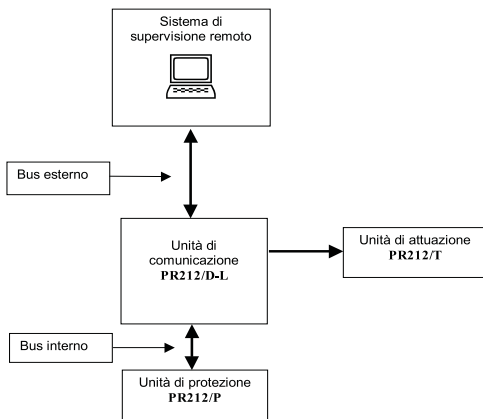 Sistema di
supervisione remoto
Bus esterno
Unità di
comunicazione
PR212/D-L
Unità di attuazione
PR212/T
Bus interno
Unità di protezione
PR212/P